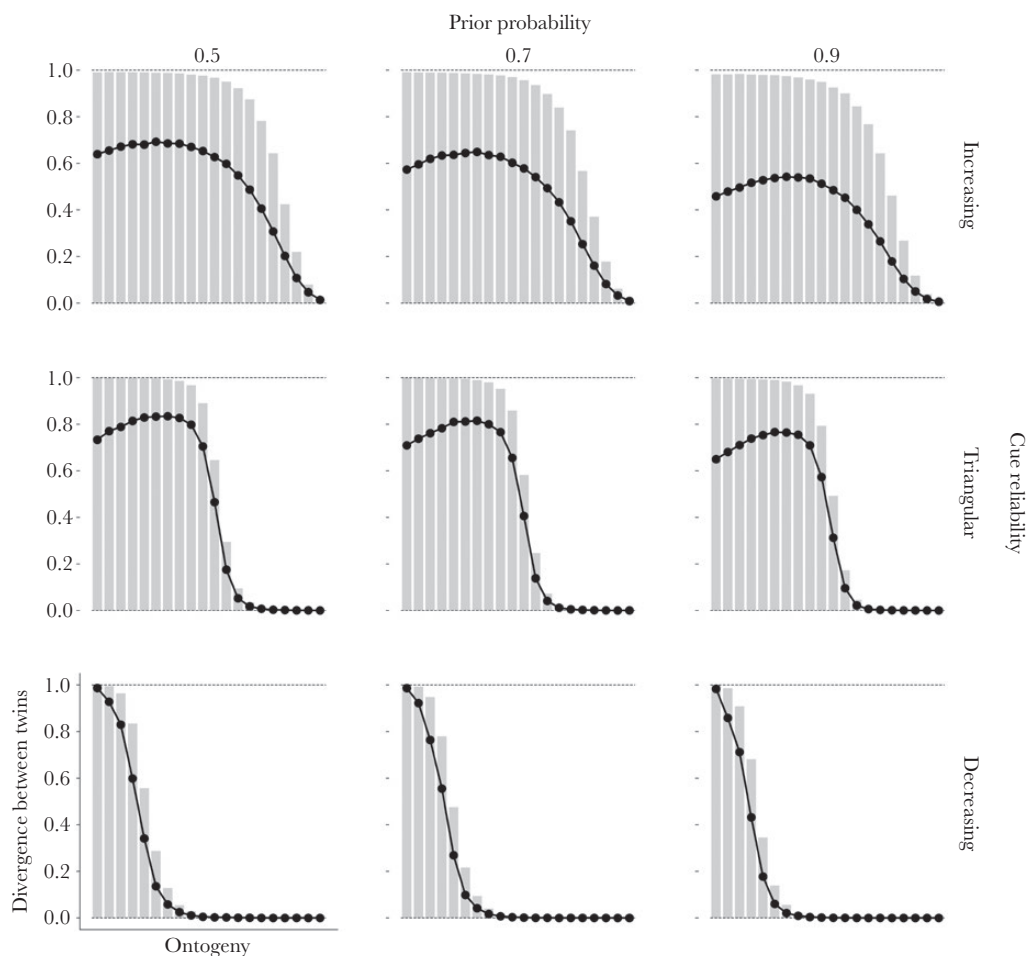 Prior probability
0.5 0.7 0.9
1.0
0.8
0.6
0.4
0.2
0.0
Increasing
1.0
0.8
0.6
0.4
0.2
0.0
Triangular
Cue reliability
1.0
0.8
0.6
0.4
0.2
0.0
Decreasing
Divergence between twins
Ontogeny